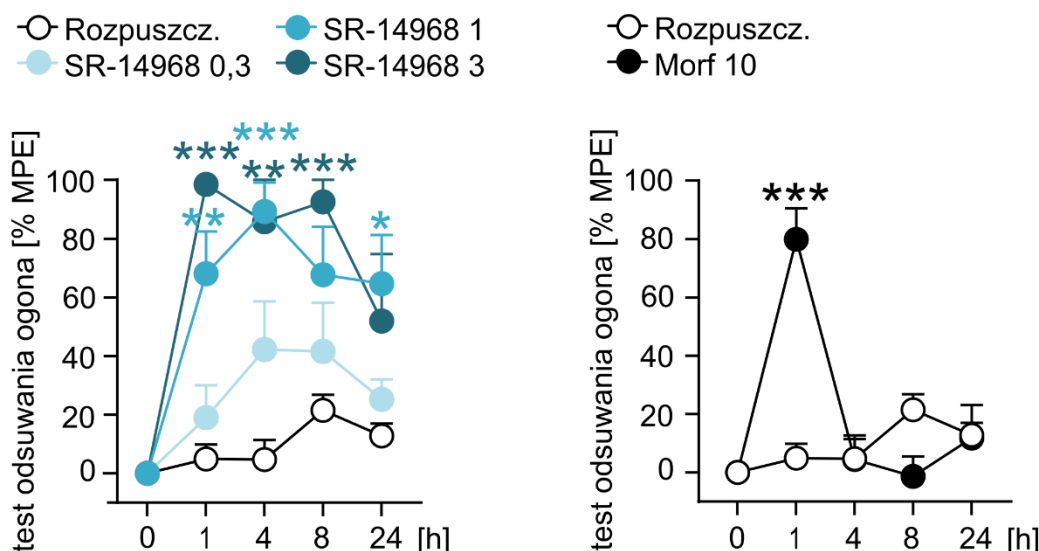 Rozpuszcz.
SR-14968 1
SR-14968 0,3
SR-14968 3
test odsuwania ogona [% MPE]
***
***
**
***
**
*
100
80
60
40
20
0
0 1 4 8 24 [h]
Rozpuszcz.
Morf 10
test odsuwania ogona [% MPE]
***
100
80
60
40
20
0
0 1 4 8 24 [h]